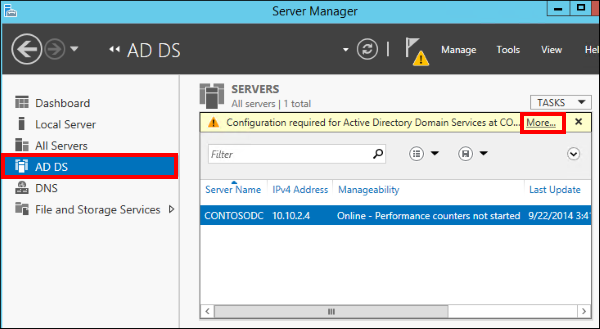 Server Manager
AD DS
Manage Tools View Help
Dashboard
Local Server
All Servers
AD DS
DNS
File and Storage Services
SERVERS
All servers | 1 total
TASKS
Configuration required for Active Directory Domain Services at CO... More...
Filter
Server Name IPv4 Address Manageability Last Update
CONTOSODC 10.10.2.4 Online - Performance counters not started 9/22/2014 3:41